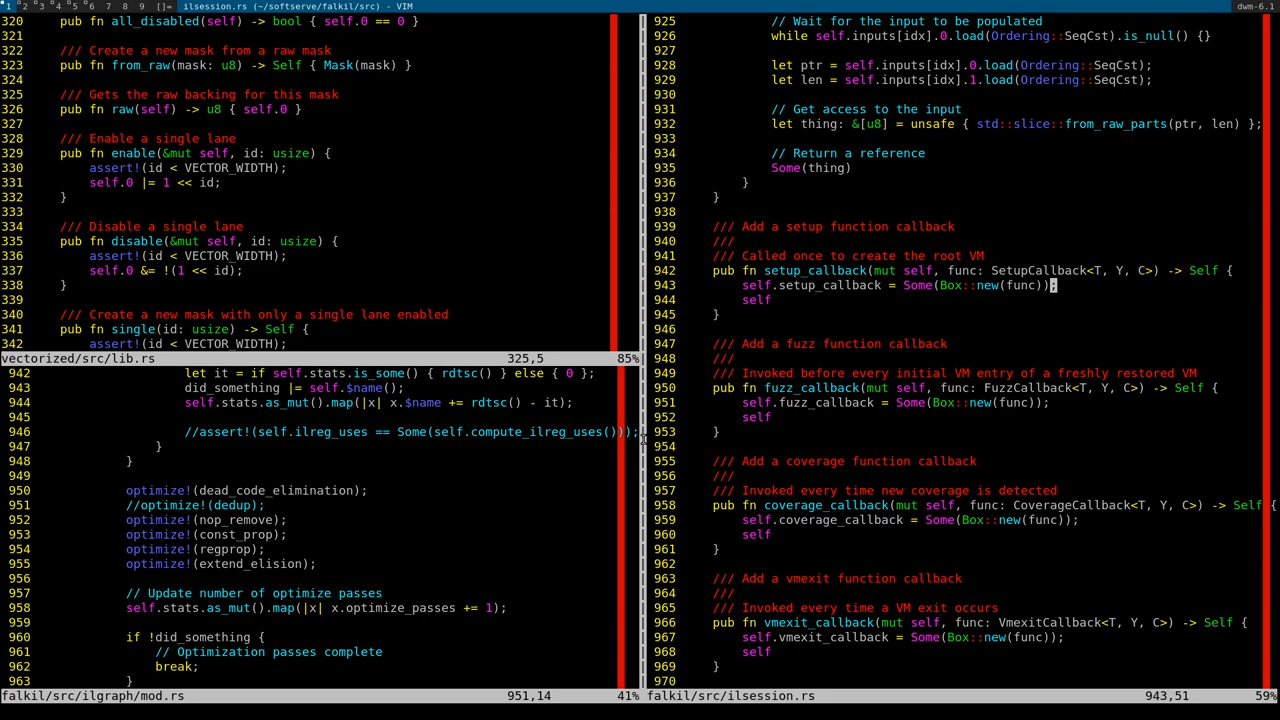 1 2 3 4 5 6 7 8 9 []= ilsession.rs (~/softserve/falkil/src) - VIM dwm-6.1
320     pub fn all_disabled(self) -> bool { self.0 == 0 }
321
322     /// Create a new mask from a raw mask
323     pub fn from_raw(mask: u8) -> Self { Mask(mask) }
324
325     /// Gets the raw backing for this mask
326     pub fn raw(self) -> u8 { self.0 }
327
328     /// Enable a single lane
329     pub fn enable(&mut self, id: usize) {
330         assert!(id < VECTOR_WIDTH);
331         self.0 |= 1 << id;
332     }
333
334     /// Disable a single lane
335     pub fn disable(&mut self, id: usize) {
336         assert!(id < VECTOR_WIDTH);
337         self.0 &= !(1 << id);
338     }
339
340     /// Create a new mask with only a single lane enabled
341     pub fn single(id: usize) -> Self {
342         assert!(id < VECTOR_WIDTH);
vectorized/src/lib.rs 325,5 85%
942                     let it = if self.stats.is_some() { rdtsc() } else { 0 };
943                     did_something |= self.$name();
944                     self.stats.as_mut().map(|x| x.$name += rdtsc() - it);
945
946                     //assert!(self.ilreg_uses == Some(self.compute_ilreg_uses()));
947                 }
948             }
949
950             optimize!(dead_code_elimination);
951             //optimize!(dedup);
952             optimize!(nop_remove);
953             optimize!(const_prop);
954             optimize!(regprop);
955             optimize!(extend_elision);
956
957             // Update number of optimize passes
958             self.stats.as_mut().map(|x| x.optimize_passes += 1);
959
960             if !did_something {
961                 // Optimization passes complete
962                 break;
963             }
falkil/src/ilgraph/mod.rs 951,14 41%
925             // Wait for the input to be populated
926             while self.inputs[idx].0.load(Ordering::SeqCst).is_null() {}
927
928             let ptr = self.inputs[idx].0.load(Ordering::SeqCst);
929             let len = self.inputs[idx].1.load(Ordering::SeqCst);
930
931             // Get access to the input
932             let thing: &[u8] = unsafe { std::slice::from_raw_parts(ptr, len) };
933
934             // Return a reference
935             Some(thing)
936         }
937     }
938
939     /// Add a setup function callback
940     ///
941     /// Called once to create the root VM
942     pub fn setup_callback(mut self, func: SetupCallback<T, Y, C>) -> Self {
943         self.setup_callback = Some(Box::new(func));
944         self
945     }
946
947     /// Add a fuzz function callback
948     ///
949     /// Invoked before every initial VM entry of a freshly restored VM
950     pub fn fuzz_callback(mut self, func: FuzzCallback<T, Y, C>) -> Self {
951         self.fuzz_callback = Some(Box::new(func));
952         self
953     }
954
955     /// Add a coverage function callback
956     ///
957     /// Invoked every time new coverage is detected
958     pub fn coverage_callback(mut self, func: CoverageCallback<T, Y, C>) -> Self {
959         self.coverage_callback = Some(Box::new(func));
960         self
961     }
962
963     /// Add a vmexit function callback
964     ///
965     /// Invoked every time a VM exit occurs
966     pub fn vmexit_callback(mut self, func: VmexitCallback<T, Y, C>) -> Self {
967         self.vmexit_callback = Some(Box::new(func));
968         self
969     }
970
falkil/src/ilsession.rs 943,51 59%